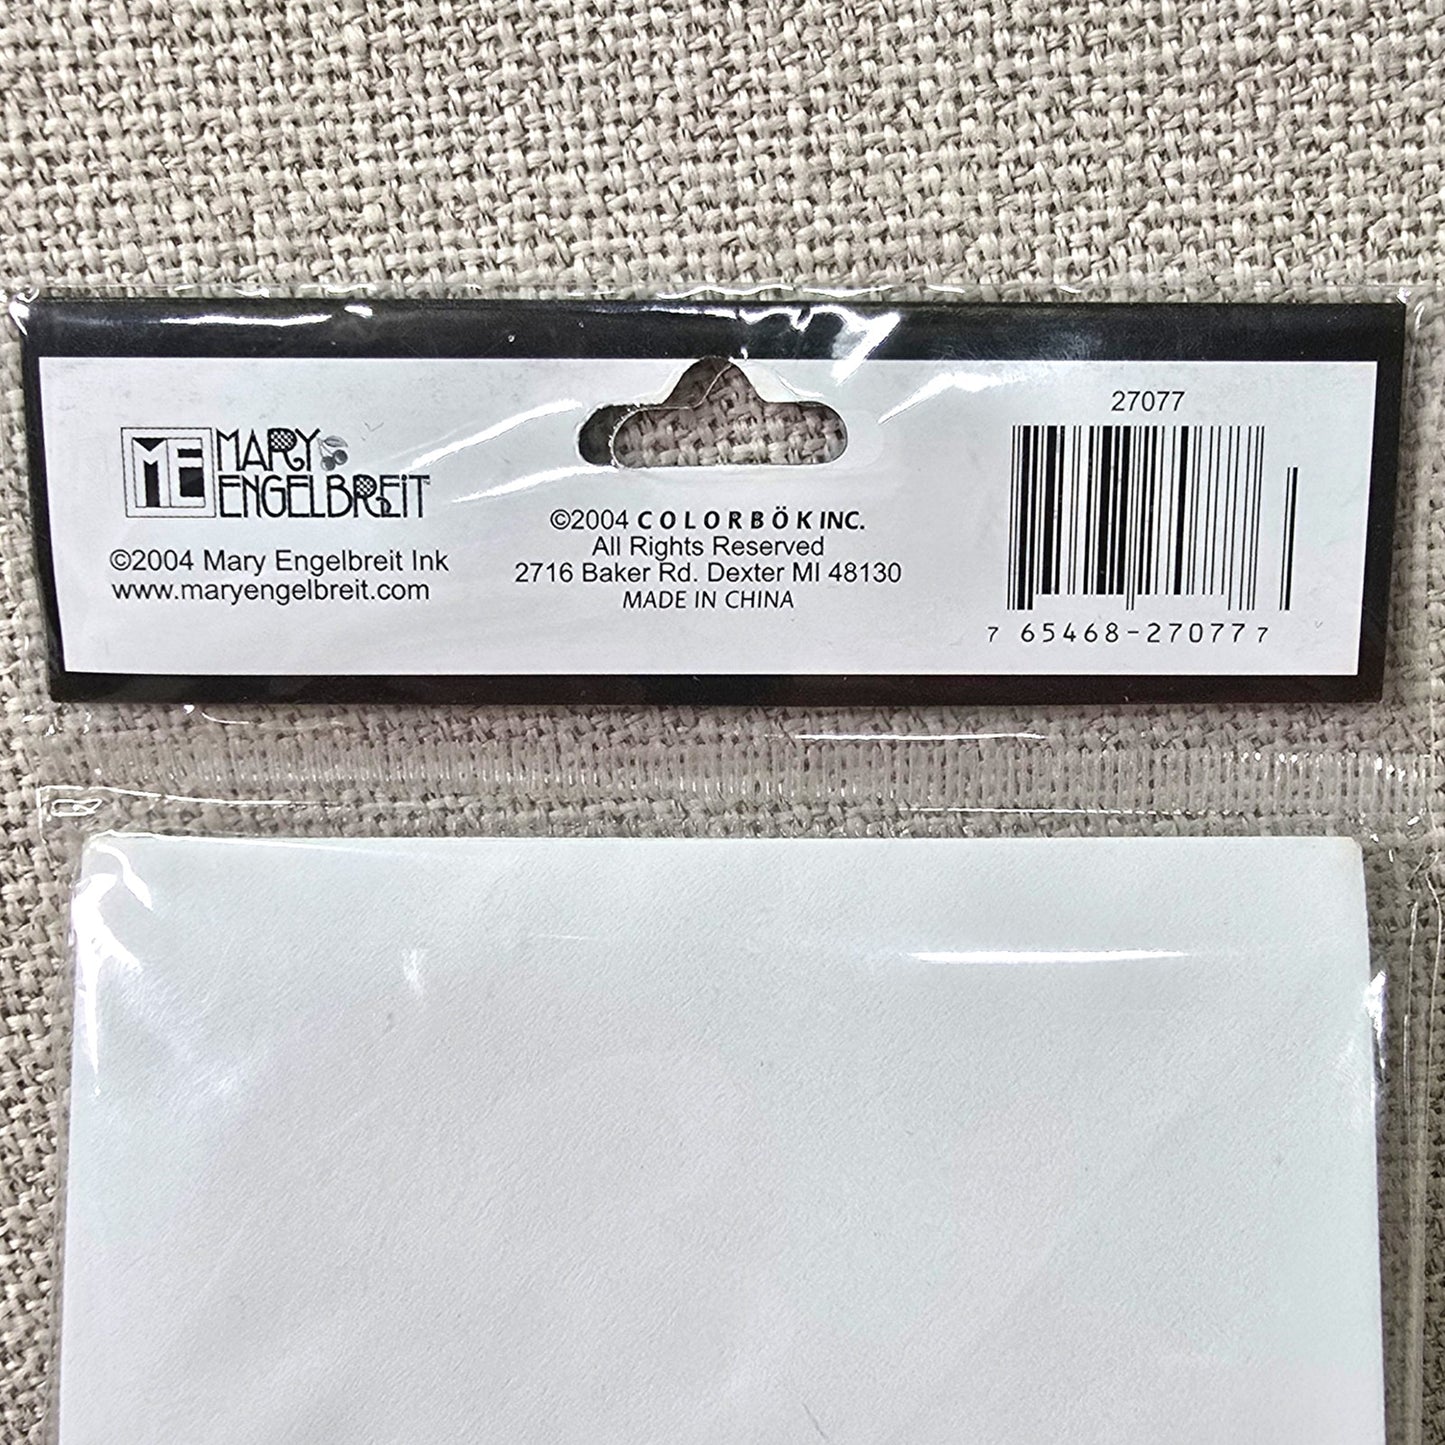 ME MARY
ENGELBREIT™
©2004 Mary Engelbreit Ink
www.maryengelbreit.com
©2004 COLORBÖK INC.
All Rights Reserved
2716 Baker Rd. Dexter MI 48130
MADE IN CHINA
27077
7 65468-27077 7